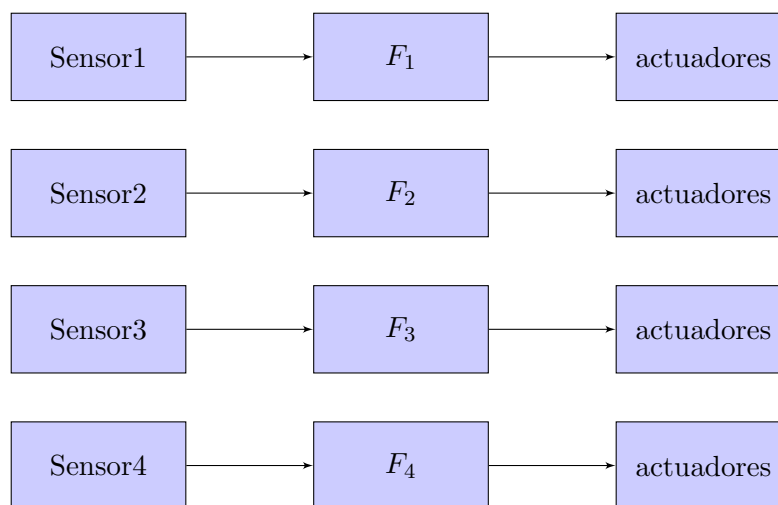 Sensor1 F₁ actuadores
Sensor2 F₂ actuadores
Sensor3 F₃ actuadores
Sensor4 F₄ actuadores